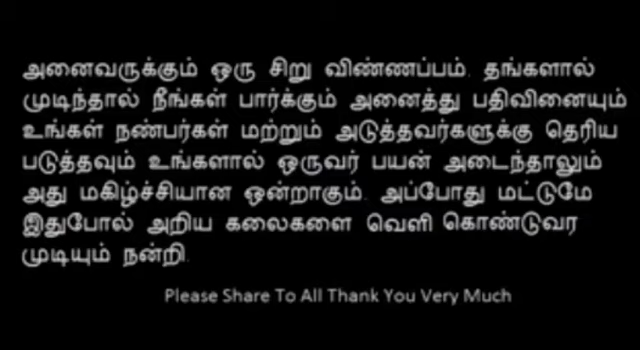 அனைவருக்கும் ஒரு சிறு விண்ணப்பம். தங்களால்
முடிந்தால் நீங்கள் பார்க்கும் அனைத்து பதிவினையும்
உங்கள் நண்பர்கள் மற்றும் அடுத்தவர்களுக்கு தெரிய
படுத்தவும் உங்களால் ஒருவர் பயன் அடைந்தாலும்
அது மகிழ்ச்சியான ஒன்றாகும். அப்போது மட்டுமே
இதுபோல் அறிய கலைகளை வெளி கொண்டுவர
முடியும் நன்றி.
Please Share To All Thank You Very Much